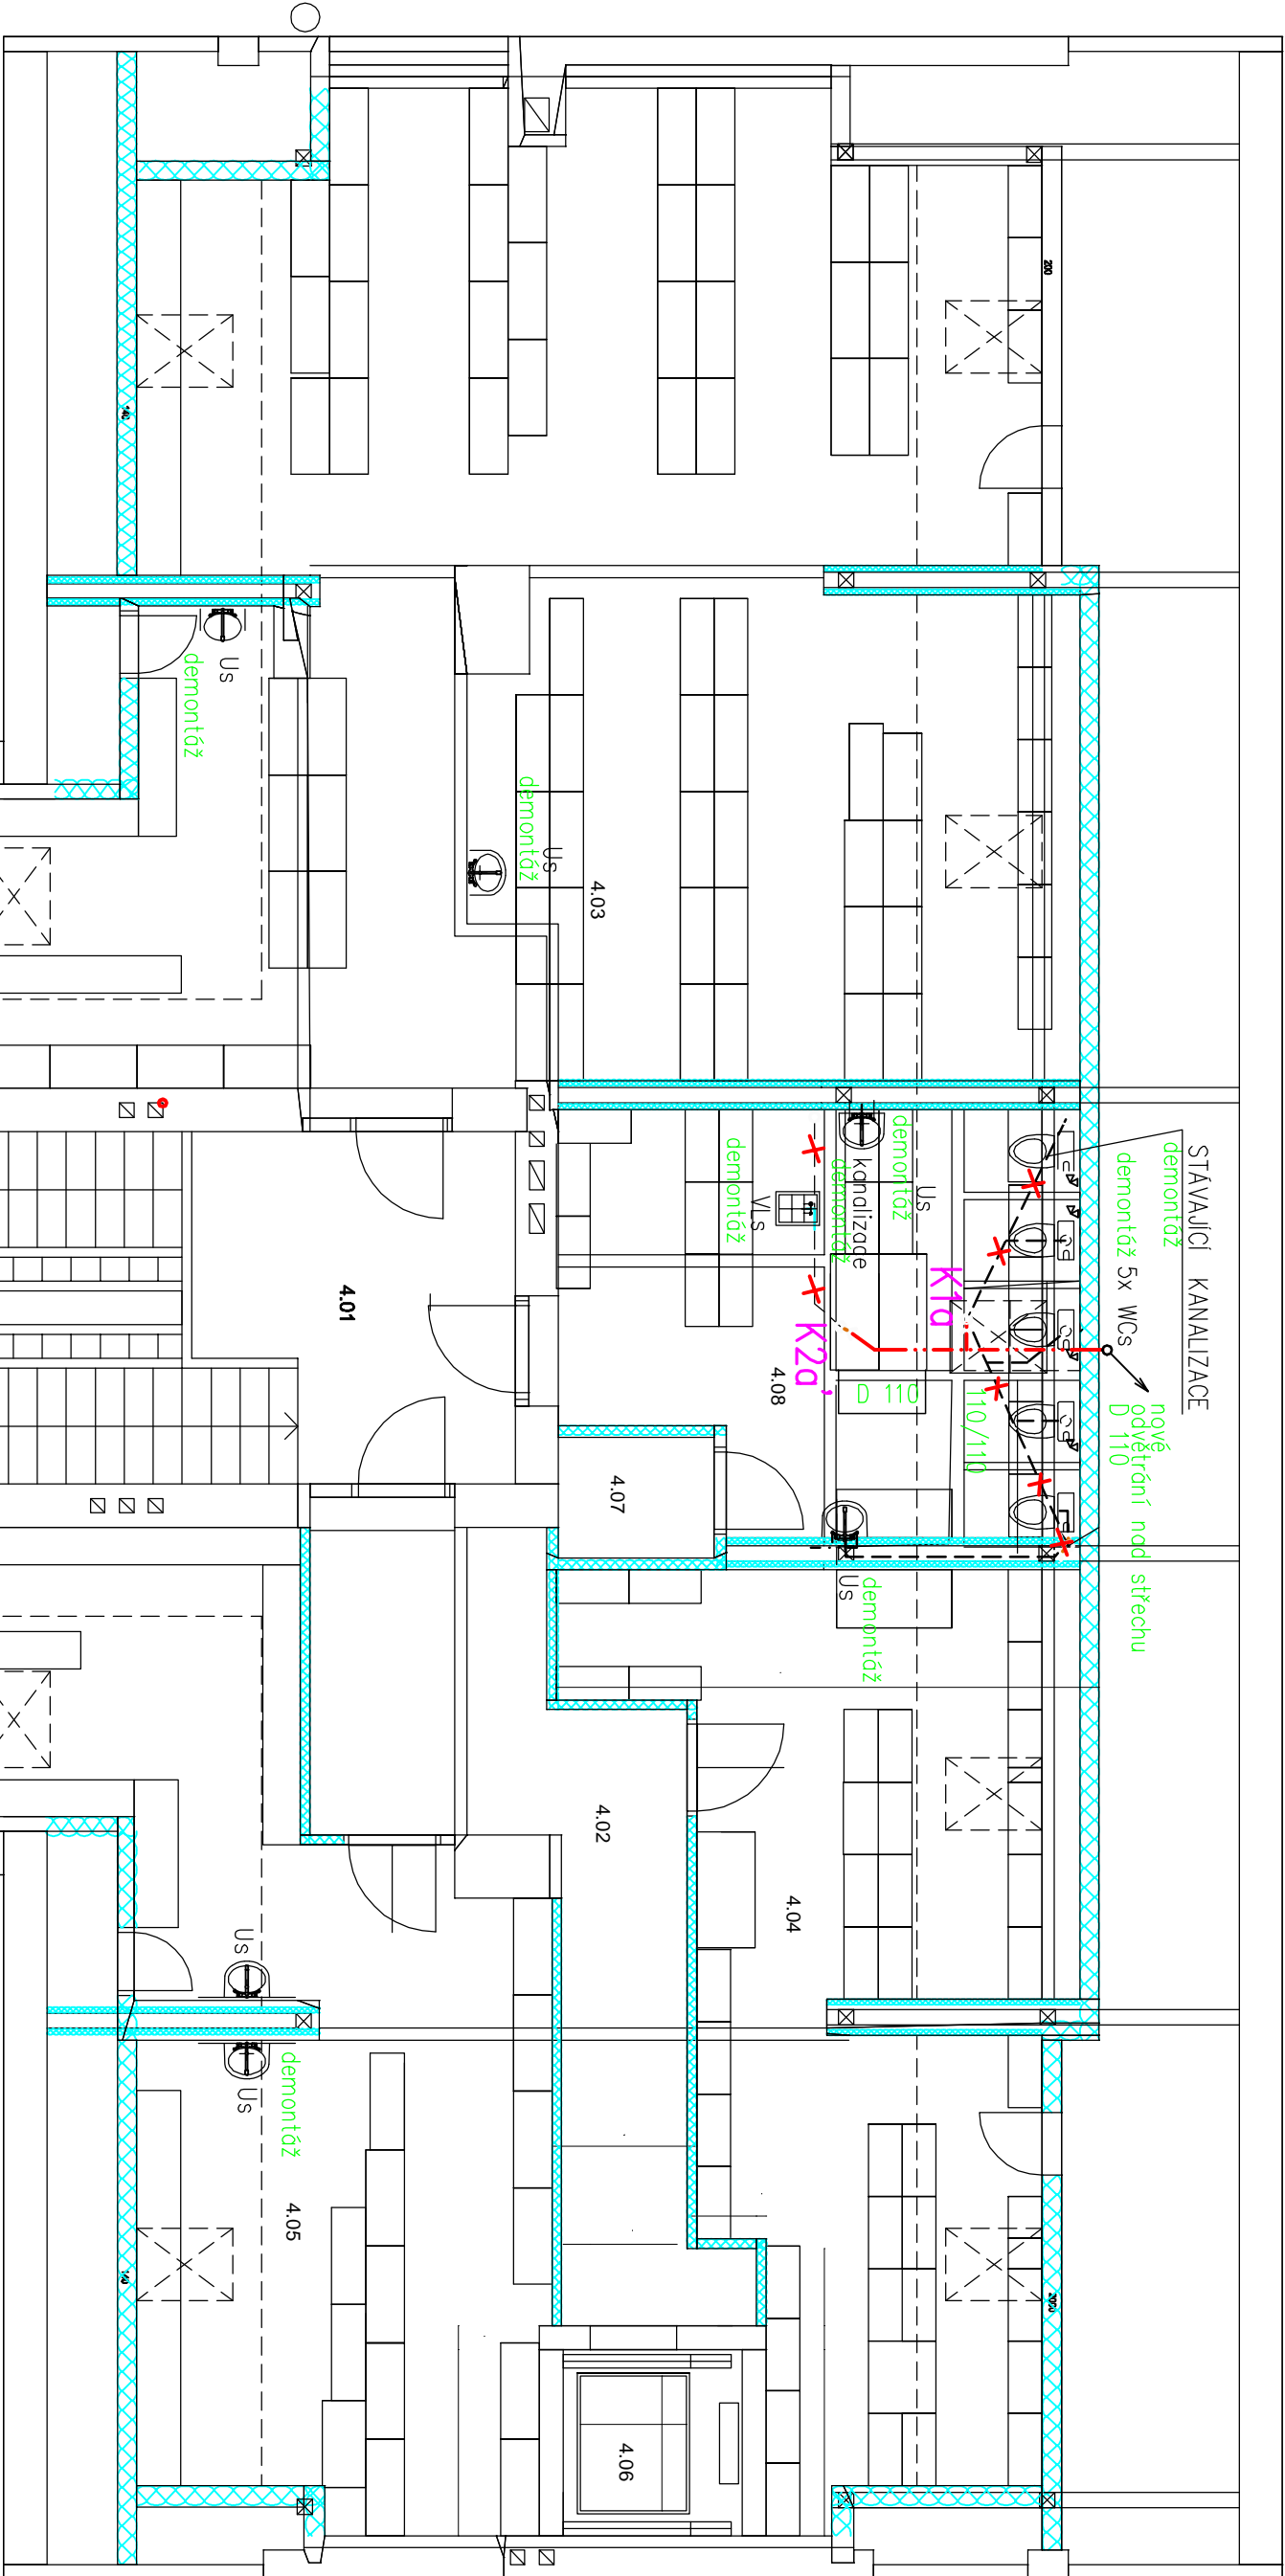 200
140
Us
demontáž
Us
demontáž
4.03
STÁVAJÍCÍ KANALIZACE
demontáž
demontáž 5x WCs
nové
odvětrání nad střechu
D 110
Us
demontáž
kanalizace
demontáž
VLs
demontáž
K1a
K2a,
D 110
110/110
4.08
4.01
4.07
Us
demontáž
4.02
4.04
Us
Us
demontáž
4.05
4.06